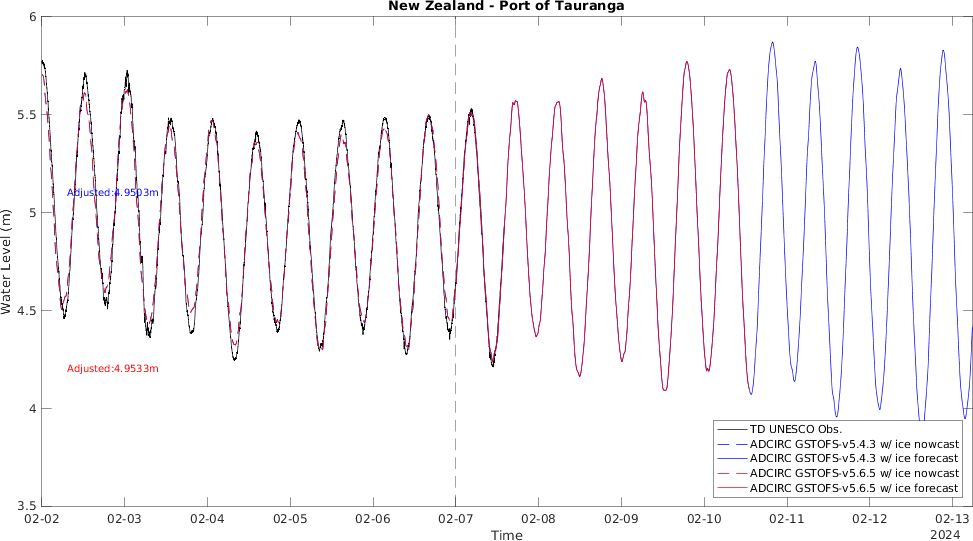 New Zealand - Port of Tauranga
6
5.5
5
4.5
4
3.5
Water Level (m)
Adjusted:4.9503m
Adjusted:4.9533m
TD UNESCO Obs.
ADCIRC GSTOFS-v5.4.3 w/ ice nowcast
ADCIRC GSTOFS-v5.4.3 w/ ice forecast
ADCIRC GSTOFS-v5.6.5 w/ ice nowcast
ADCIRC GSTOFS-v5.6.5 w/ ice forecast
02-02 02-03 02-04 02-05 02-06 02-07 02-08 02-09 02-10 02-11 02-12 02-13
Time 2024